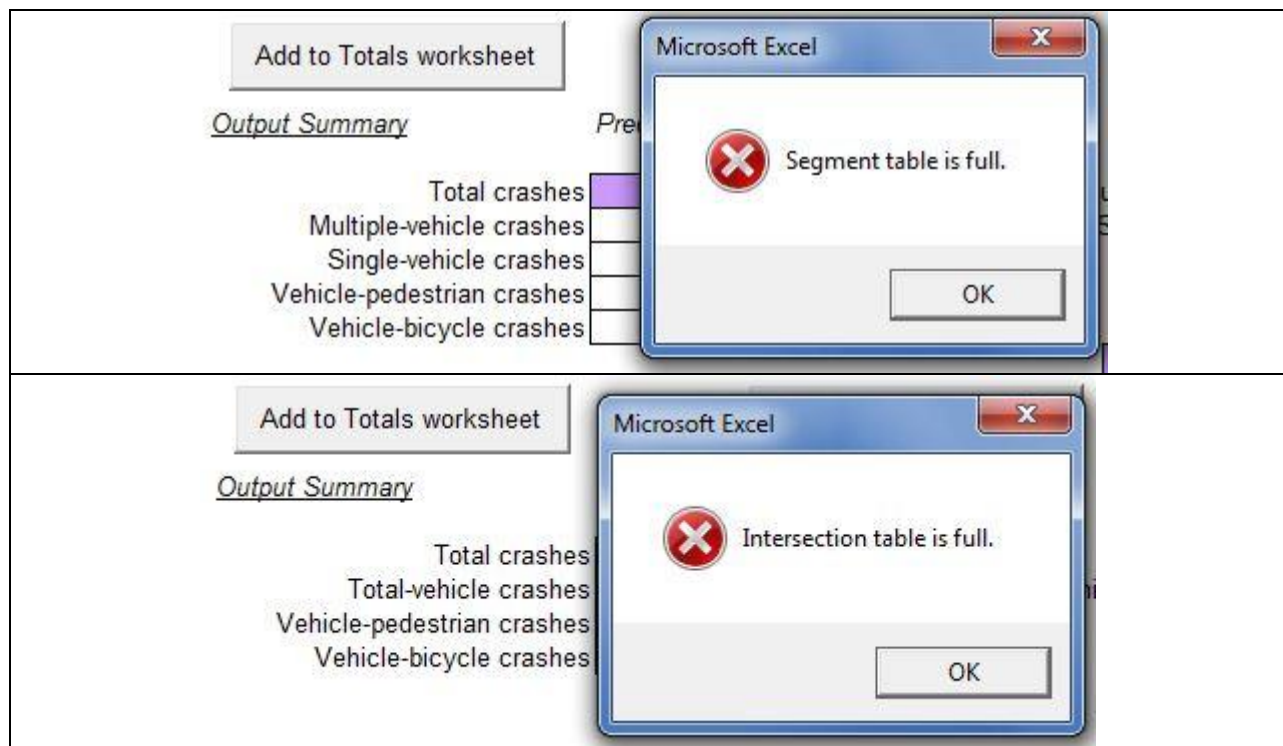 Add to Totals worksheet
Microsoft Excel
Output Summary
Segment table is full.
Total crashes
Multiple-vehicle crashes
Single-vehicle crashes
Vehicle-pedestrian crashes
Vehicle-bicycle crashes
OK
Add to Totals worksheet
Microsoft Excel
Output Summary
Intersection table is full.
Total crashes
Total-vehicle crashes
Vehicle-pedestrian crashes
Vehicle-bicycle crashes
OK